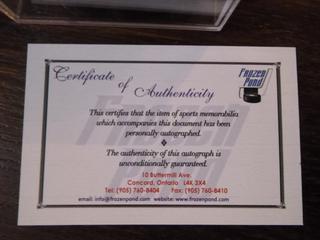 Certificate
of
Authenticity
Frozen
Pond
This certifies that the item of sports memorabilia
which accompanies this document has been
personally autographed.
The authenticity of this autograph is
unconditionally guaranteed.
10 Buttermill Ave.
Concord, Ontario L4K 3X4
Tel: (905) 760-8404 Fax: (905) 760-8410
email: info@frozenpond.com website: www.frozenpond.com